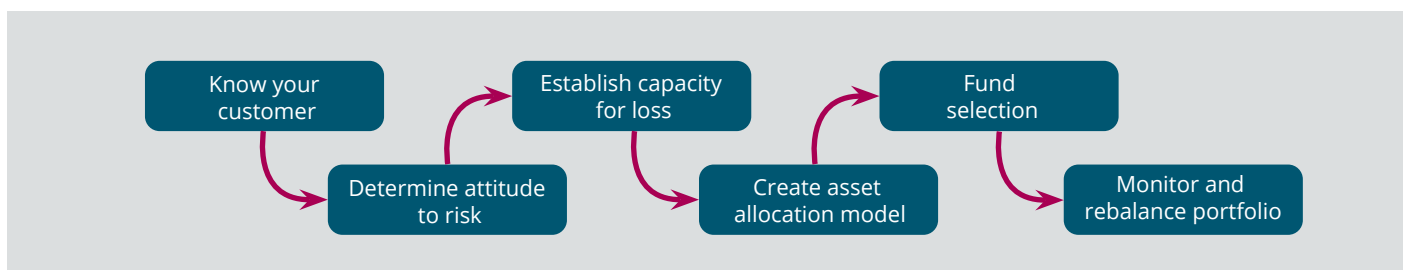 Know your
customer
Determine attitude
to risk
Establish capacity
for loss
Create asset
allocation model
Fund
selection
Monitor and
rebalance portfolio